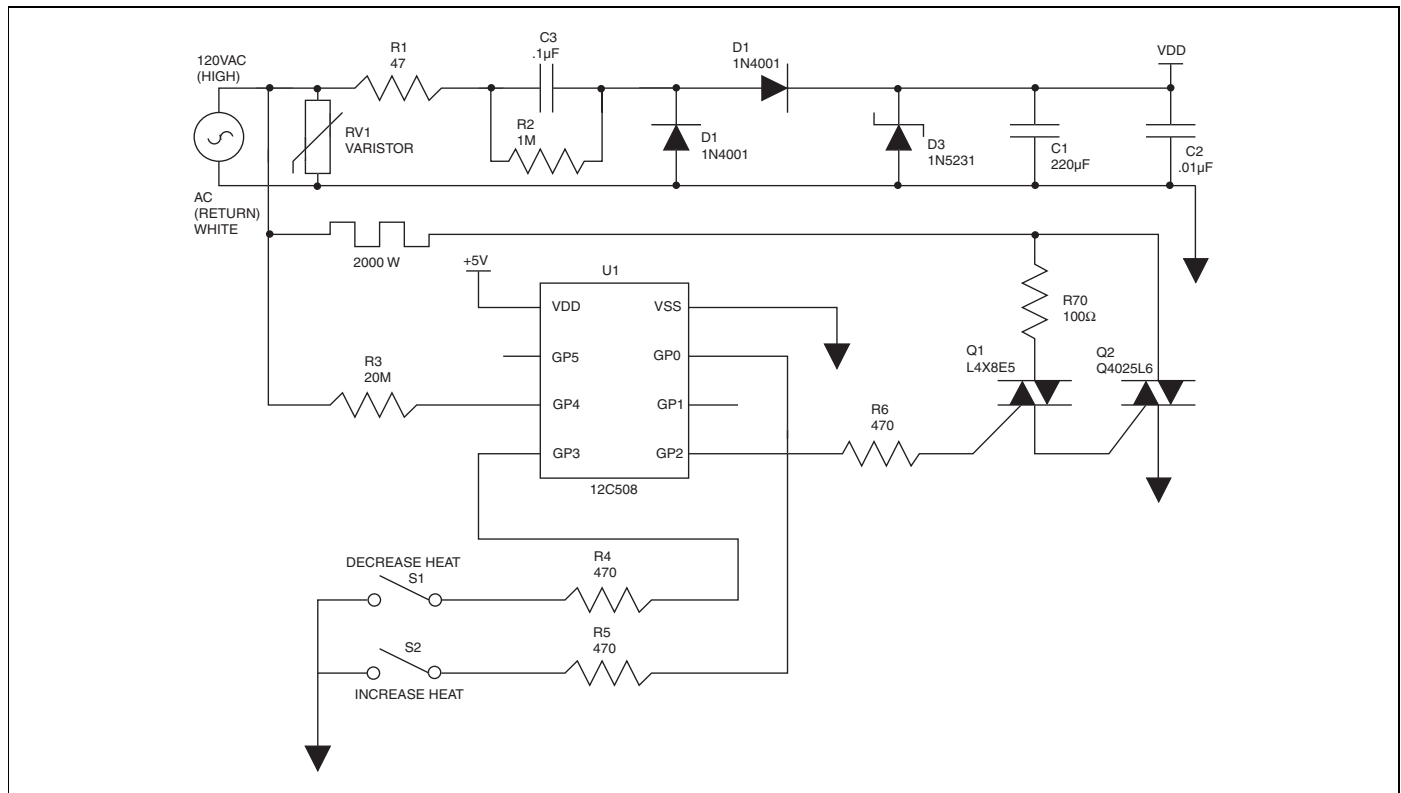 120VAC
(HIGH)
R1
47
C3
.1µF
D1
1N4001
VDD
RV1
VARISTOR
R2
1M
D1
1N4001
D3
1N5231
C1
220µF
C2
.01µF
AC
(RETURN)
WHITE
2000 W
+5V
U1
VDD
VSS
R70
100Ω
GP5
GP0
Q1
L4X8E5
Q2
Q4025L6
R3
20M
GP4
GP1
R6
470
GP3
GP2
12C508
DECREASE HEAT
S1
R4
470
S2
R5
470
INCREASE HEAT